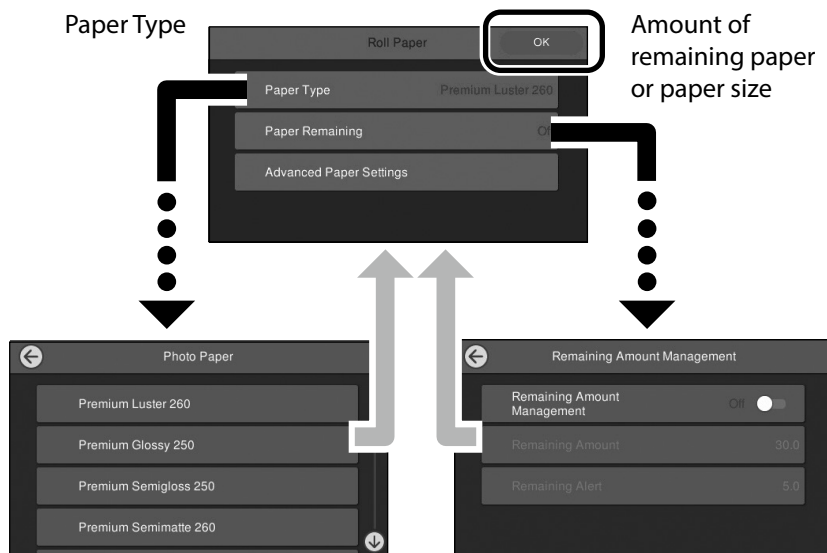 Paper Type
Amount of
remaining paper
or paper size
Roll Paper
OK
Paper Type Premium Luster 260
Paper Remaining Off
Advanced Paper Settings
Photo Paper
Premium Luster 260
Premium Glossy 250
Premium Semigloss 250
Premium Semimatte 260
Remaining Amount Management
Remaining Amount
Management Off
Remaining Amount 30.0
Remaining Alert 5.0